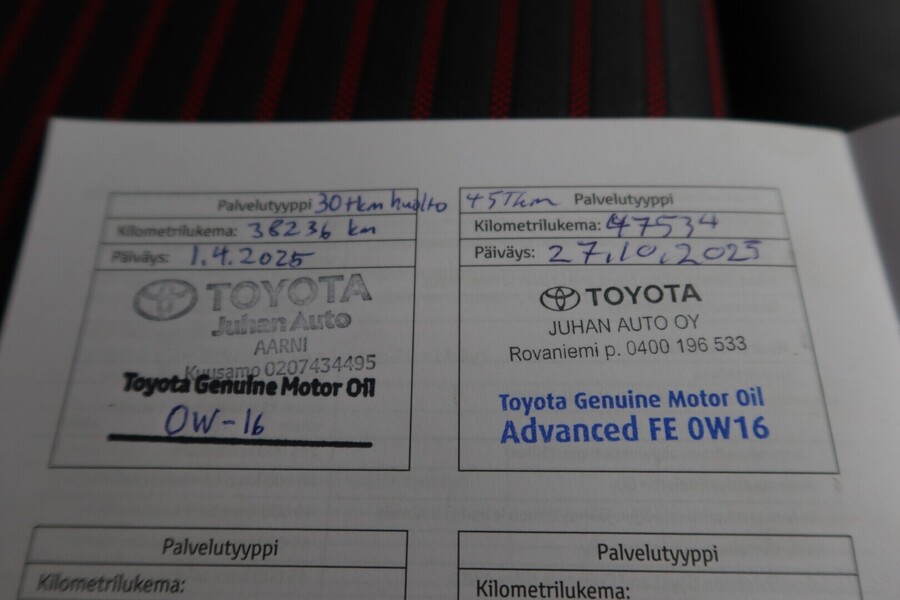 Palvelutyyppi 30 tkm huolto
Kilometrilukema: 38236 km
Päiväys: 1.4.2025
TOYOTA
Juhan Auto
AARNI
Kuusamo 0207434495
Toyota Genuine Motor Oil
0W-16
45Tkm Palvelutyyppi
Kilometrilukema: 47534
Päiväys: 27.10.2025
TOYOTA
JUHAN AUTO OY
Rovaniemi p. 0400 196 533
Toyota Genuine Motor Oil
Advanced FE 0W16
Palvelutyyppi
Kilometrilukema:
Palvelutyyppi
Kilometrilukema: